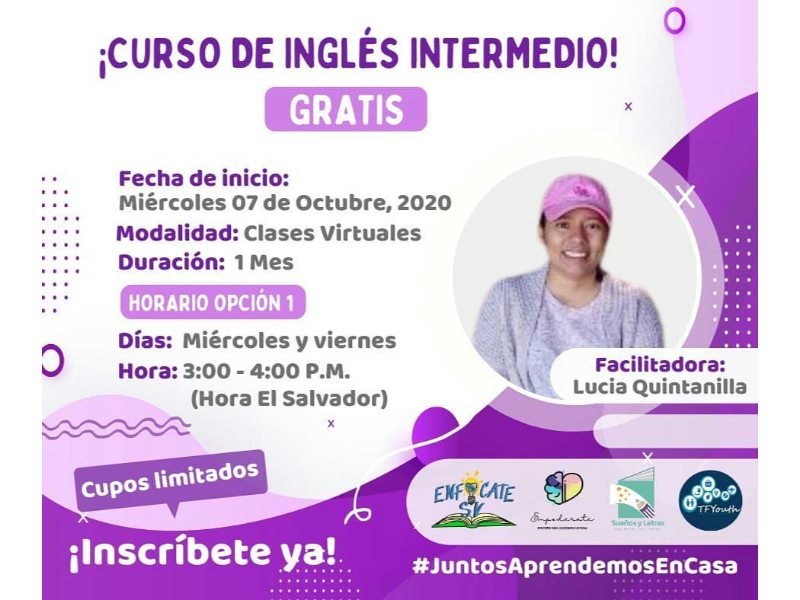 ¡CURSO DE INGLÉS INTERMEDIO!
GRATIS
Fecha de inicio:
Miércoles 07 de Octubre, 2020
Modalidad: Clases Virtuales
Duración: 1 Mes
HORARIO OPCIÓN 1
Días: Miércoles y viernes
Hora: 3:00 - 4:00 P.M.
(Hora El Salvador)
Facilitadora:
Lucia Quintanilla
Cupos limitados
¡Inscríbete ya!
ENFOCATE
SV
Empoderate
Sueños y Letras
TFYouth
#JuntosAprendemosEnCasa